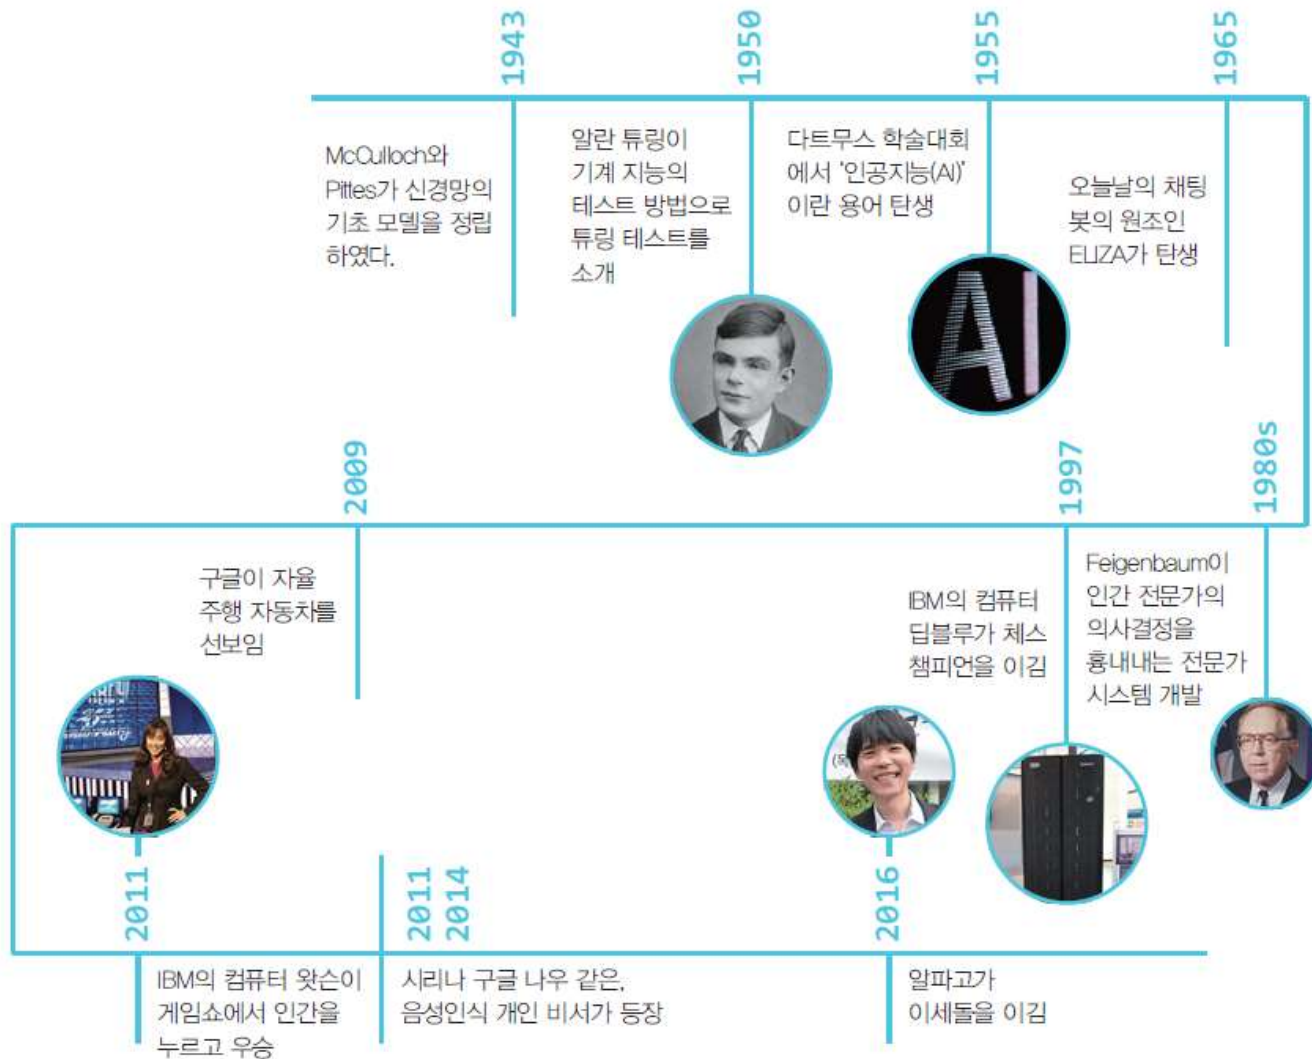 1943
McCulloch와
Pittes가 신경망의
기초 모델을 정립
하였다.
1950
알란 튜링이
기계 지능의
테스트 방법으로
튜링 테스트를
소개
1955
다트무스 학술대회
에서 '인공지능(AI)'
이란 용어 탄생
AI
1965
오늘날의 채팅
봇의 원조인
ELIZA가 탄생
1980s
Feigenbaum이
인간 전문가의
의사결정을
흉내내는 전문가
시스템 개발
1997
IBM의 컴퓨터
딥블루가 체스
챔피언을 이김
2009
구글이 자율
주행 자동차를
선보임
2011
IBM의 컴퓨터 왓슨이
게임쇼에서 인간을
누르고 우승
2011
2014
시리나 구글 나우 같은,
음성인식 개인 비서가 등장
2016
알파고가
이세돌을 이김